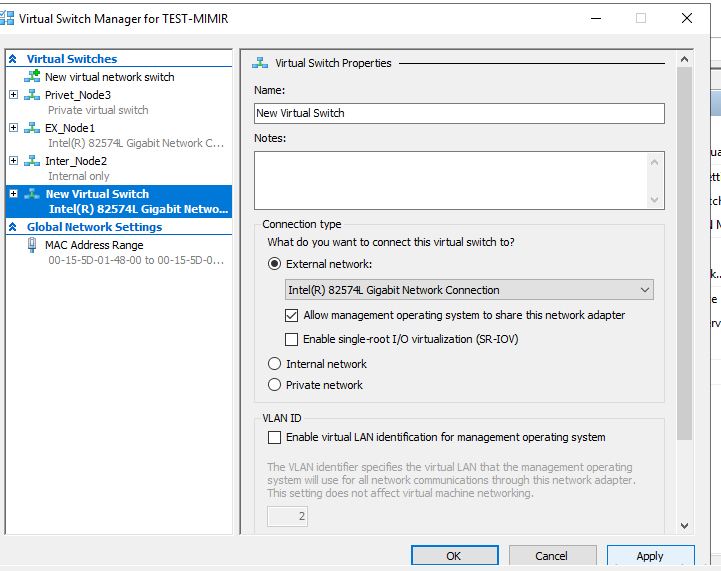 Virtual Switch Manager for TEST-MIMIR
Virtual Switches
New virtual network switch
Privet_Node3
Private virtual switch
EX_Node1
Intel(R) 82574L Gigabit Network C...
Inter_Node2
Internal only
New Virtual Switch
Intel(R) 82574L Gigabit Netwo...
Global Network Settings
MAC Address Range
00-15-5D-01-48-00 to 00-15-5D-0...
Virtual Switch Properties
Name:
New Virtual Switch
Notes:
Connection type
What do you want to connect this virtual switch to?
External network:
Intel(R) 82574L Gigabit Network Connection
Allow management operating system to share this network adapter
Enable single-root I/O virtualization (SR-IOV)
Internal network
Private network
VLAN ID
Enable virtual LAN identification for management operating system
The VLAN identifier specifies the virtual LAN that the management operating
system will use for all network communications through this network adapter.
This setting does not affect virtual machine networking.
2
OK
Cancel
Apply